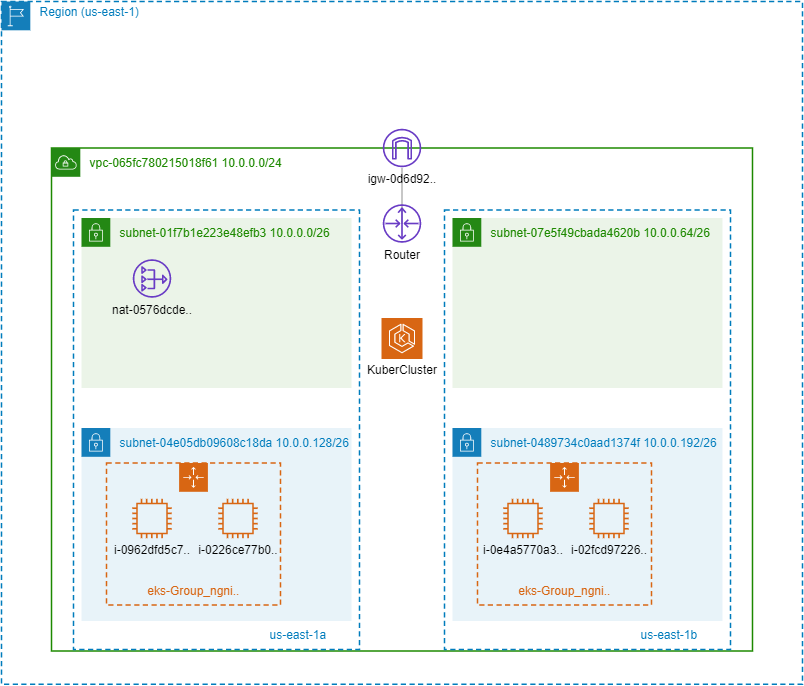 Region (us-east-1)
vpc-065fc780215018f61 10.0.0.0/24
igw-0d6d92..
Router
subnet-01f7b1e223e48efb3 10.0.0.0/26
nat-0576dcde..
subnet-07e5f49cbada4620b 10.0.0.64/26
KuberCluster
subnet-04e05db09608c18da 10.0.0.128/26
i-0962dfd5c7..
i-0226ce77b0..
eks-Group_ngni..
us-east-1a
subnet-0489734c0aad1374f 10.0.0.192/26
i-0e4a5770a3..
i-02fcd97226..
eks-Group_ngni..
us-east-1b